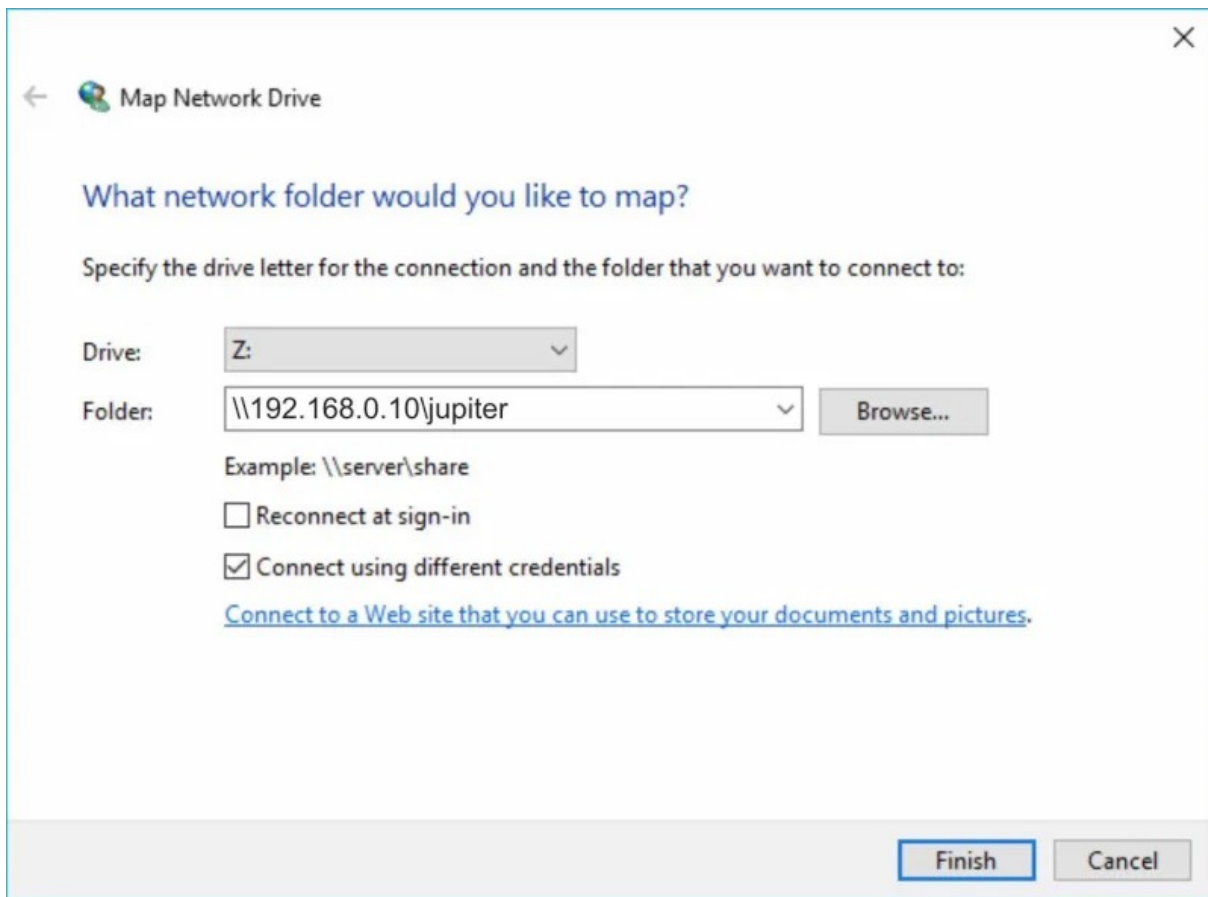 Map Network Drive
What network folder would you like to map?
Specify the drive letter for the connection and the folder that you want to connect to:
Drive: Z:
Folder: \\192.168.0.10\jupiter Browse...
Example: \\server\share
Reconnect at sign-in
Connect using different credentials
Connect to a Web site that you can use to store your documents and pictures.
Finish Cancel